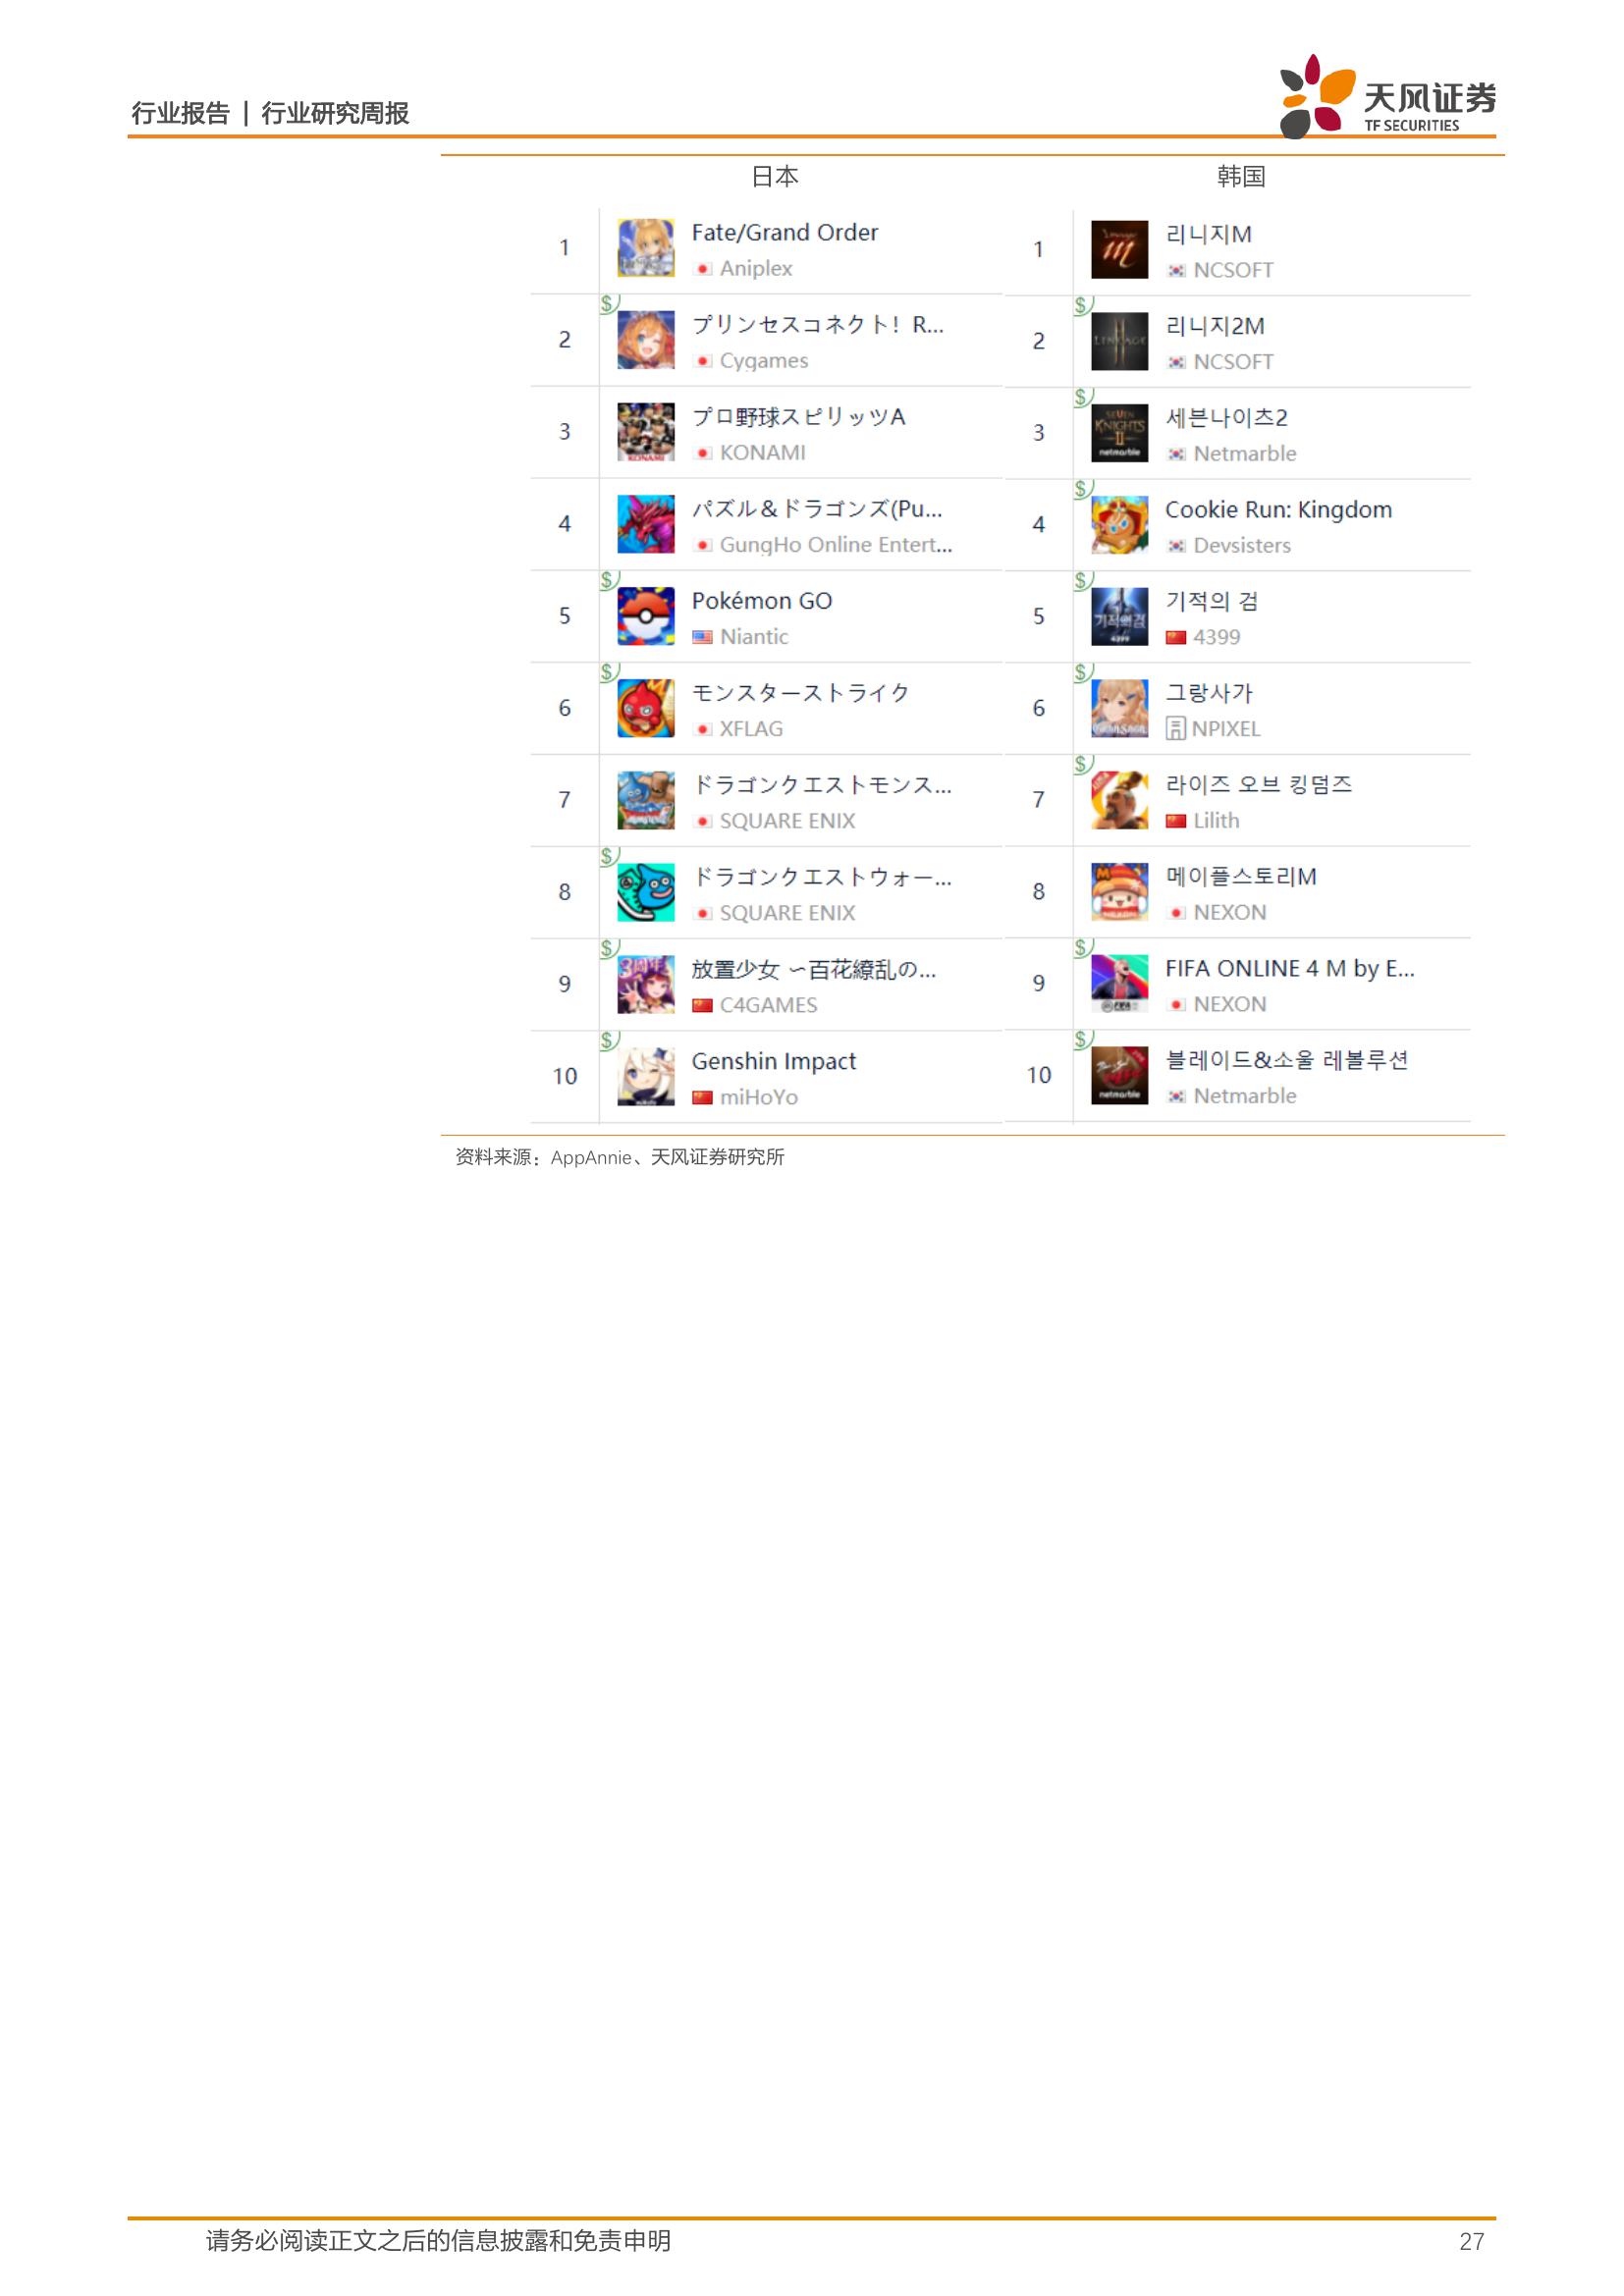 行业报告 | 行业研究周报
天风证券
TF SECURITIES
日本
韩国
1
Fate/Grand Order
Aniplex
2
プリンセスコネクト！R...
Cygames
3
プロ野球スピリッツA
KONAMI
4
パズル＆ドラゴンズ(Pu...
GungHo Online Entert...
5
Pokémon GO
Niantic
6
モンスターストライク
XFLAG
7
ドラゴンクエストモンス...
SQUARE ENIX
8
ドラゴンクエストウォー...
SQUARE ENIX
9
放置少女 ～百花繚乱の...
C4GAMES
10
Genshin Impact
miHoYo
1
리니지M
NCSOFT
2
리니지2M
NCSOFT
3
세븐나이츠2
Netmarble
4
Cookie Run: Kingdom
Devsisters
5
기적의 검
4399
6
그랑사가
NPIXEL
7
라이즈 오브 킹덤즈
Lilith
8
메이플스토리M
NEXON
9
FIFA ONLINE 4 M by E...
NEXON
10
블레이드&소울 레볼루션
Netmarble
资料来源：AppAnnie、天风证券研究所
请务必阅读正文之后的信息披露和免责申明
27